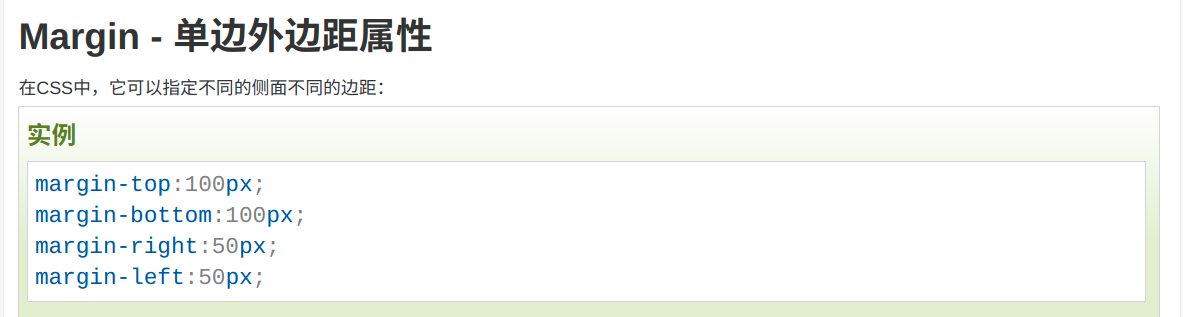 Margin - 单边外边距属性
在CSS中，它可以指定不同的侧面不同的边距：
实例
margin-top:100px;
margin-bottom:100px;
margin-right:50px;
margin-left:50px;